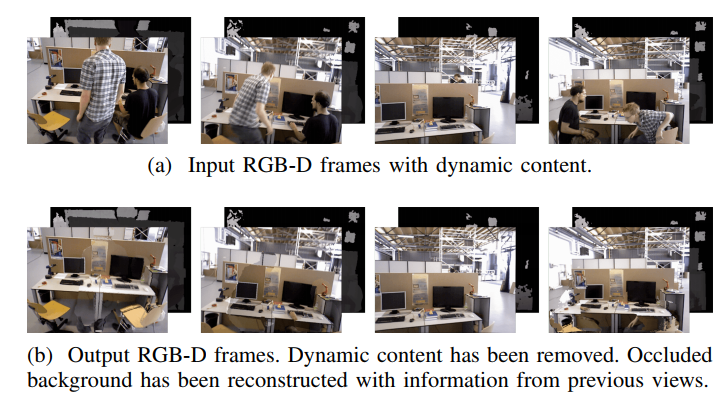 (a) Input RGB-D frames with dynamic content.
(b) Output RGB-D frames. Dynamic content has been removed. Occluded
background has been reconstructed with information from previous views.